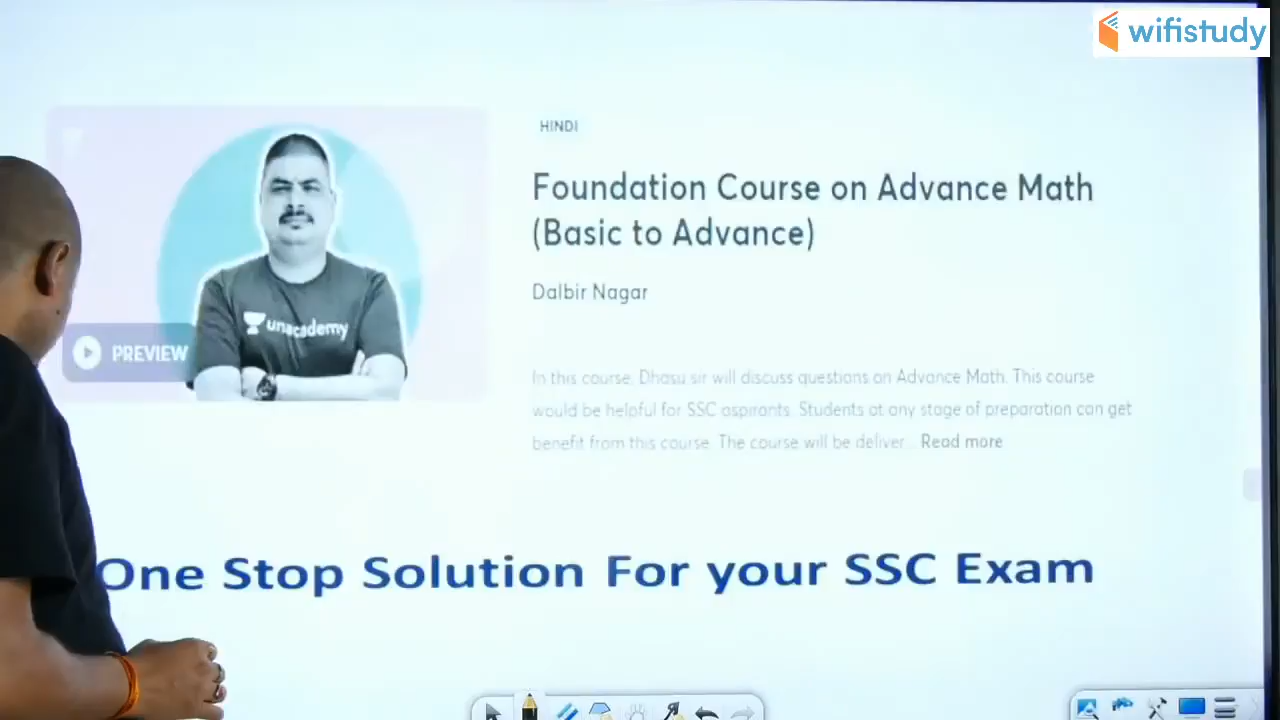 wifistudy
HINDI
Foundation Course on Advance Math
(Basic to Advance)
Dalbir Nagar
unacademy
PREVIEW
In this course, Dhasu sir will discuss questions on Advance Math. This course
would be helpful for SSC aspirants. Students at any stage of preparation can get
benefit from this course. The course will be deliver... Read more
One Stop Solution For your SSC Exam